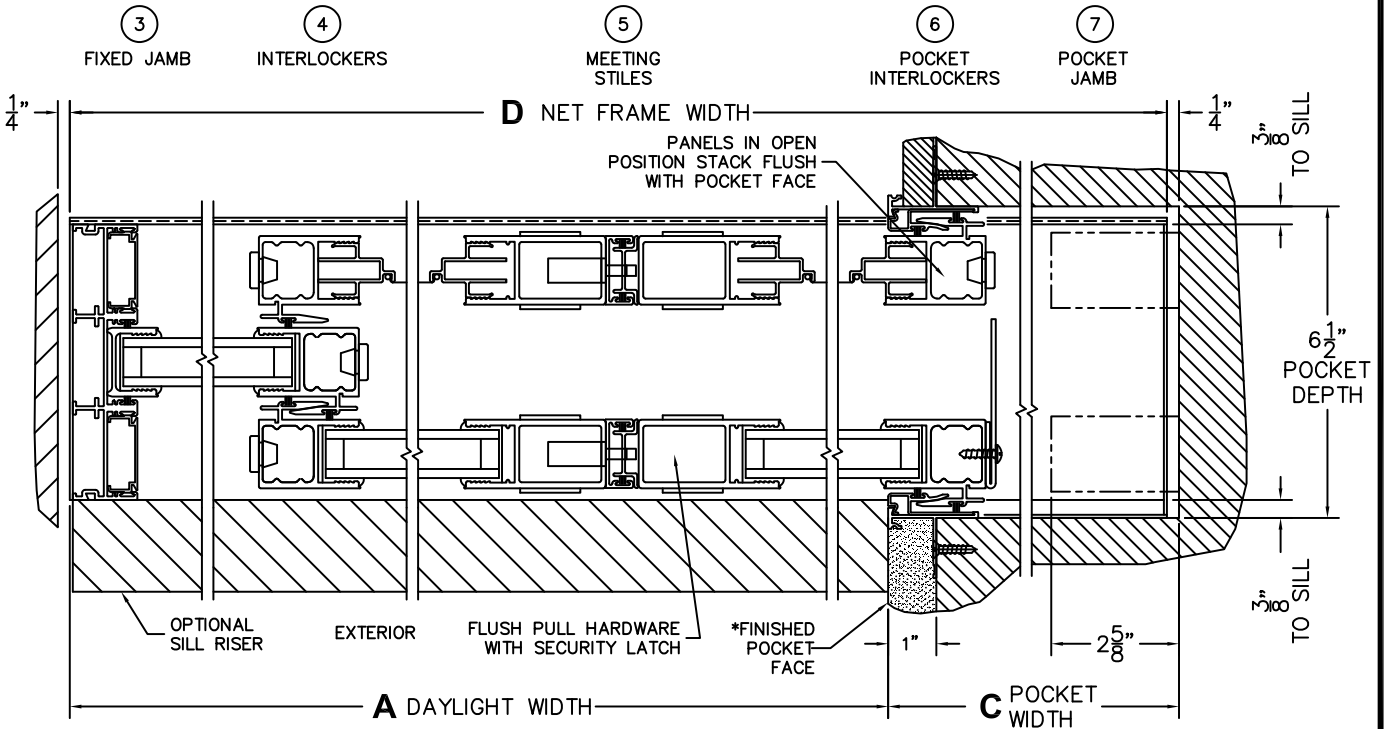 3
FIXED JAMB
4
INTERLOCKERS
5
MEETING
STILES
6
POCKET
INTERLOCKERS
7
POCKET
JAMB
1/4"
D NET FRAME WIDTH
1/4"
3/8"
TO SILL
PANELS IN OPEN
POSITION STACK FLUSH
WITH POCKET FACE
6 1/2"
POCKET
DEPTH
OPTIONAL
SILL RISER
EXTERIOR
FLUSH PULL HARDWARE
WITH SECURITY LATCH
*FINISHED
POCKET
FACE
1"
2 5/8"
3/8"
TO SILL
A DAYLIGHT WIDTH
C POCKET
WIDTH